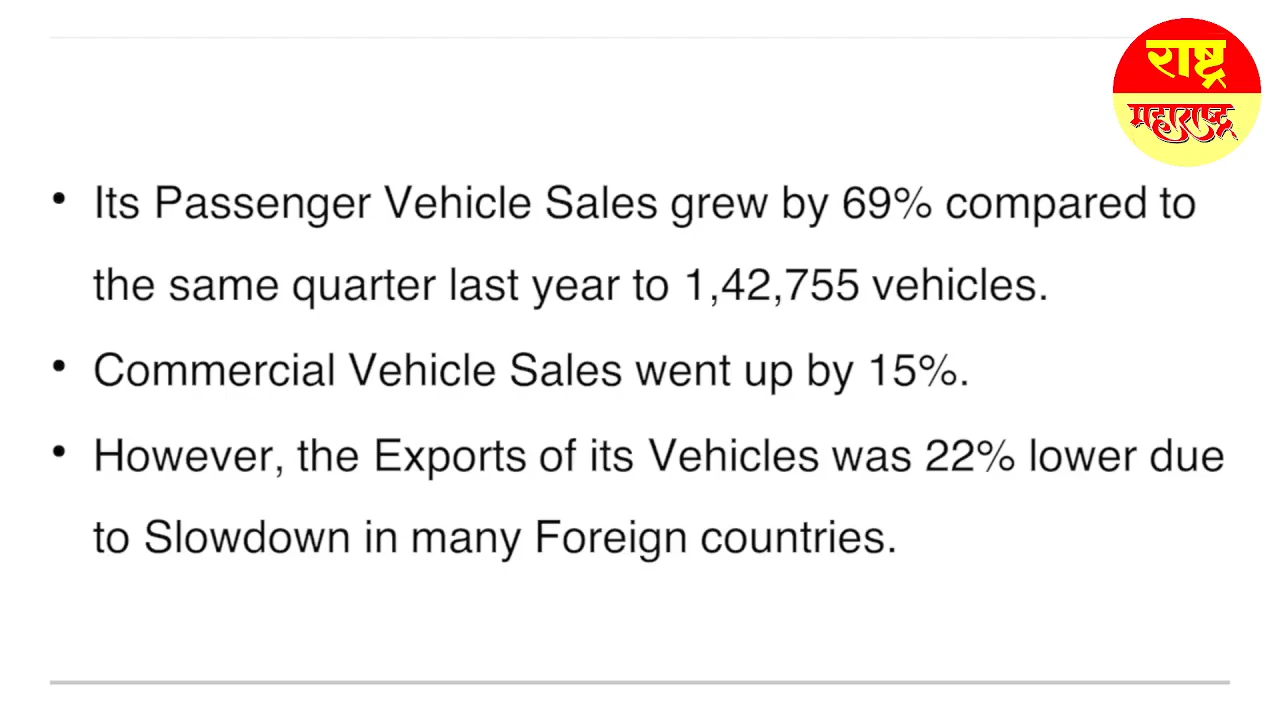 राष्ट्र
महाराष्ट्र
• Its Passenger Vehicle Sales grew by 69% compared to
the same quarter last year to 1,42,755 vehicles.
• Commercial Vehicle Sales went up by 15%.
• However, the Exports of its Vehicles was 22% lower due
to Slowdown in many Foreign countries.